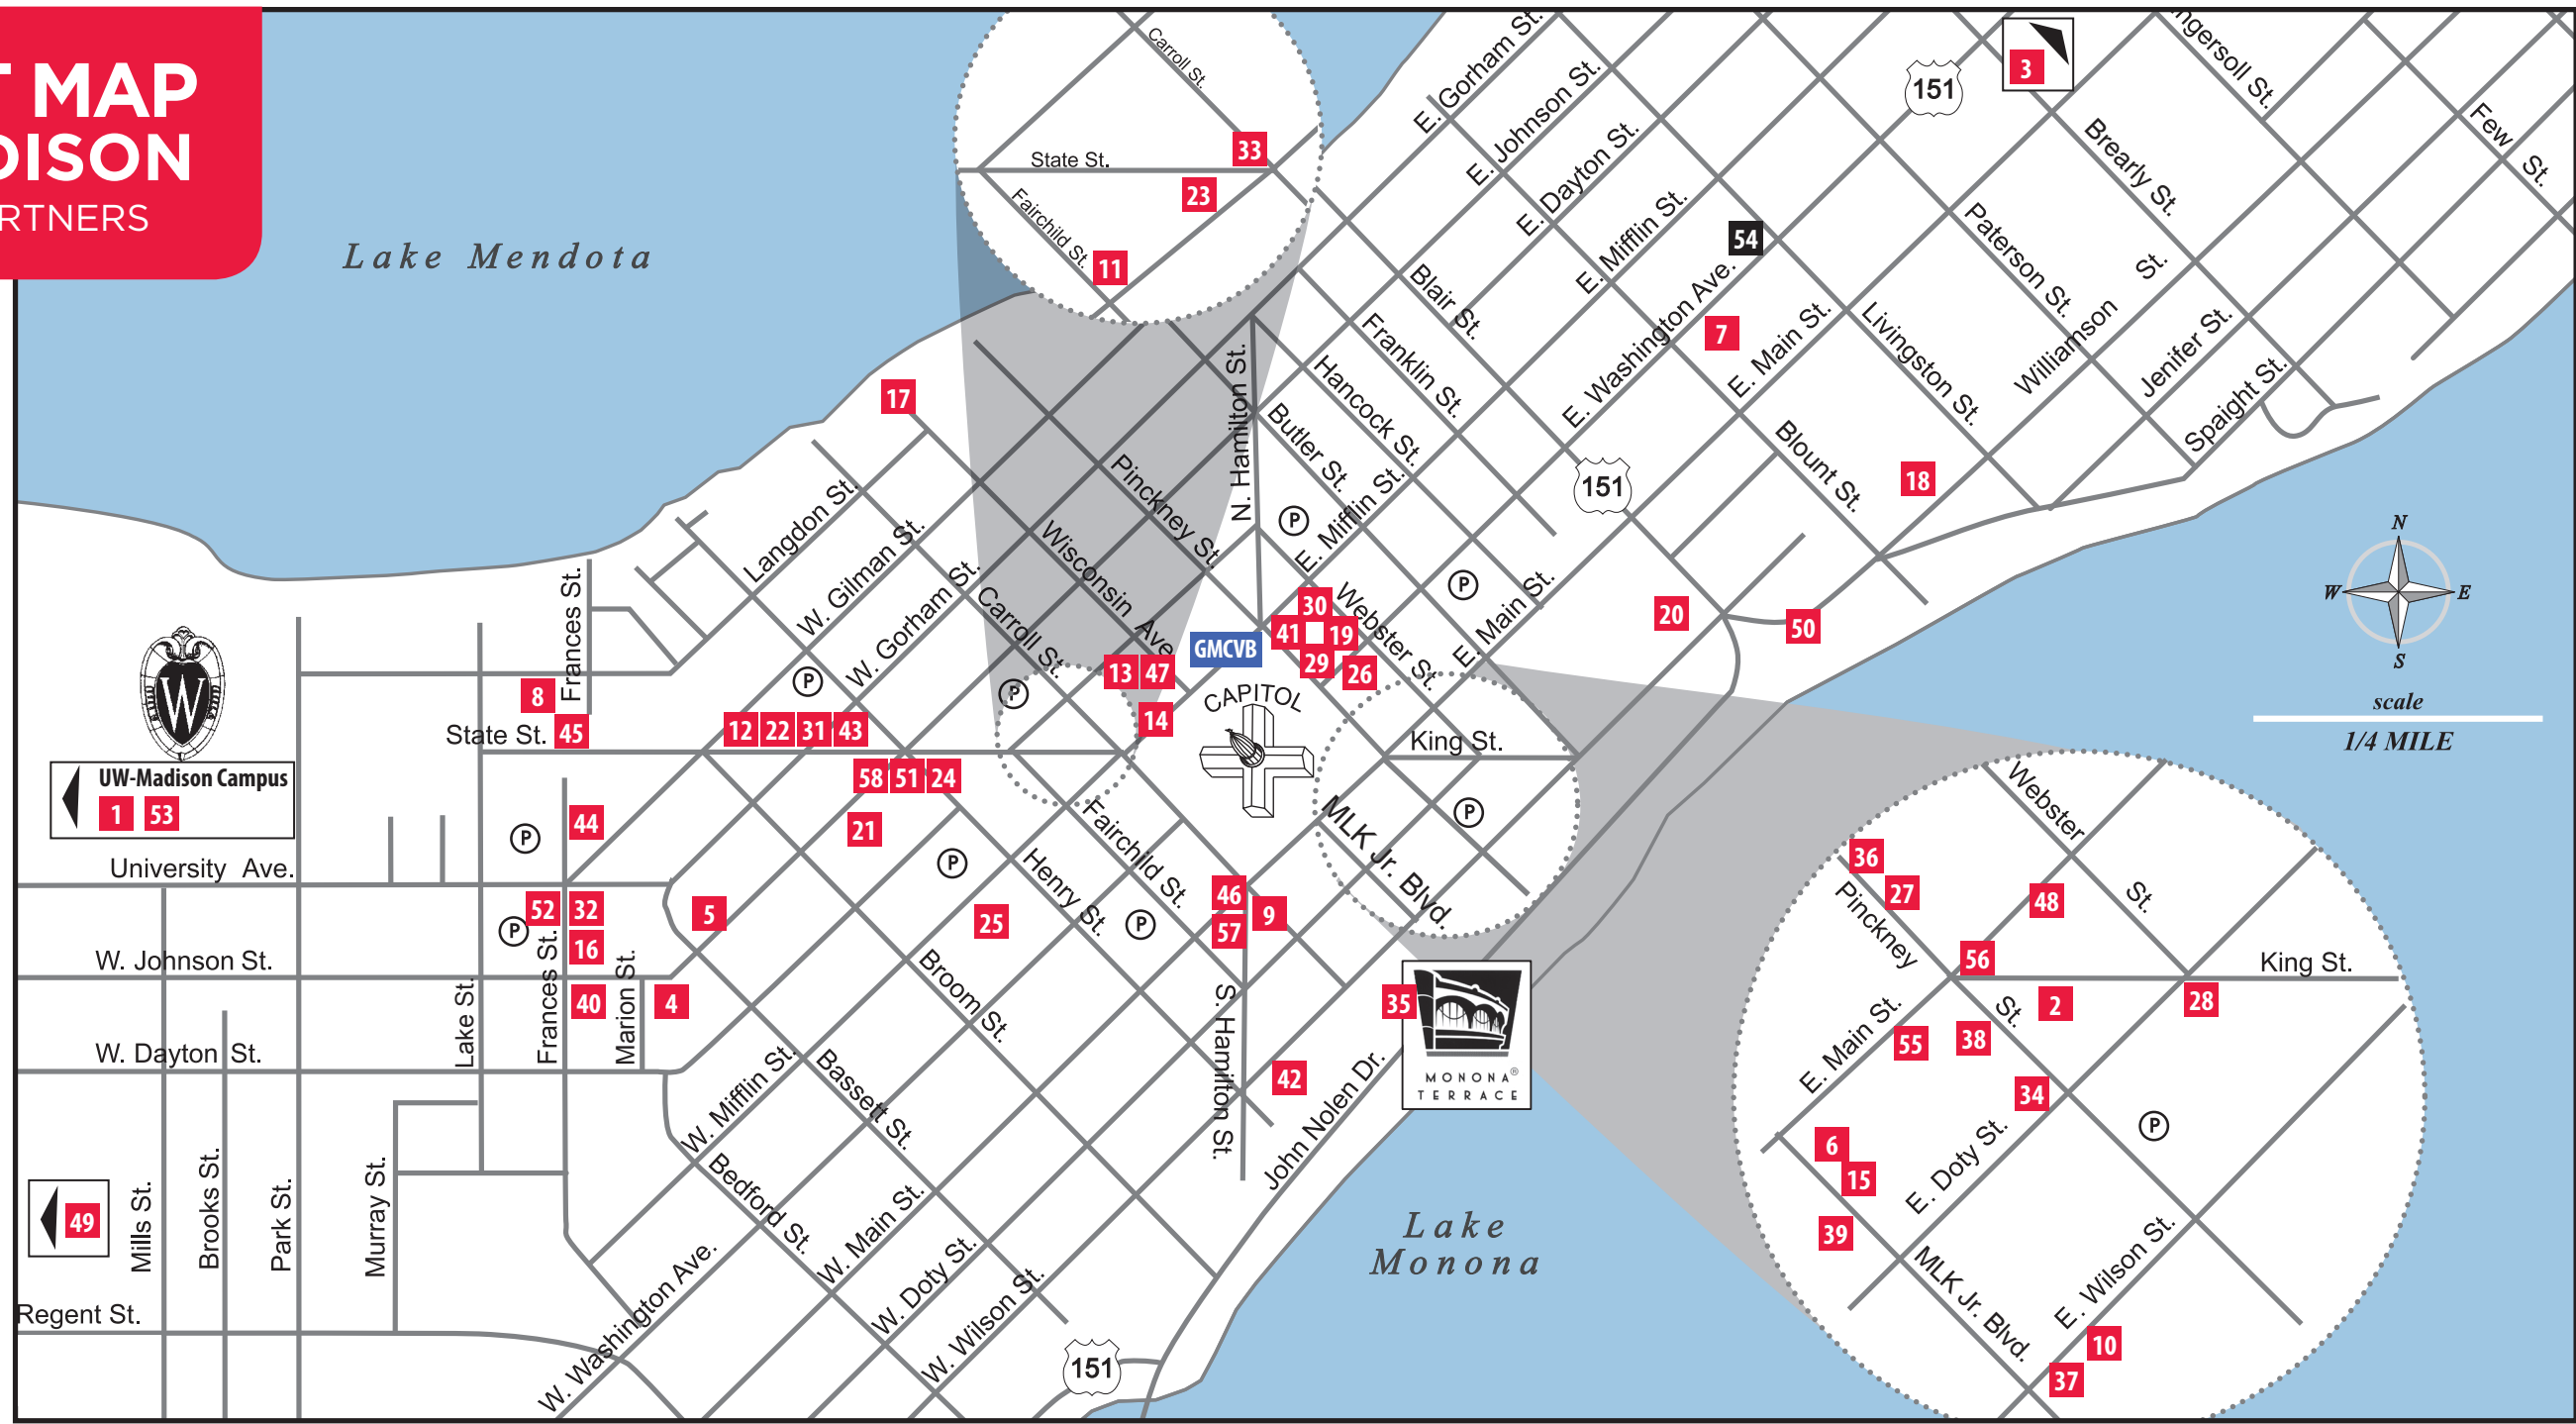 T MAP
DISON
RTNERS
Lake Mendota
Carroll St.
State St.
33
23
Fairchild St.
11
E. Gorham St.
E. Johnson St.
E. Dayton St.
E. Mifflin St.
E. Washington Ave.
E. Main St.
151
3
ngersoll St.
Few St.
Brearly St.
Paterson St.
Livingston St.
Williamson St.
Jenifer St.
Spaight St.
54
7
Blair St.
Franklin St.
Hancock St.
Butler St.
N. Hamilton St.
E. Mifflin St.
Blount St.
18
151
17
Langdon St.
W. Gilman St.
W. Gorham St.
Pinckney St.
Wisconsin Ave.
Carroll St.
P
P
P
P
Webster St.
E. Main St.
20
50
30
41
19
29
26
GMCVB
13
47
14
CAPITOL
King St.
MLK Jr. Blvd.
P
N
W
E
S
scale
1/4 MILE
W
UW-Madison Campus
1
53
Frances St.
8
State St.
45
12
22
31
43
58
51
24
21
44
P
University Ave.
52
32
P
16
5
P
25
Henry St.
Fairchild St.
P
46
57
9
W. Johnson St.
Lake St.
Frances St.
40
Marion St.
4
Broom St.
S. Hamilton St.
42
35
MONONA®
TERRACE
John Nolen Dr.
W. Dayton St.
W. Mifflin St.
Bassett St.
Bedford St.
W. Main St.
W. Washington Ave.
W. Doty St.
W. Wilson St.
151
49
Mills St.
Brooks St.
Park St.
Murray St.
Regent St.
Lake
Monona
Webster St.
36
27
Pinckney St.
48
56
King St.
2
28
E. Main St.
55
38
34
P
6
15
39
E. Doty St.
MLK Jr. Blvd.
E. Wilson St.
10
37